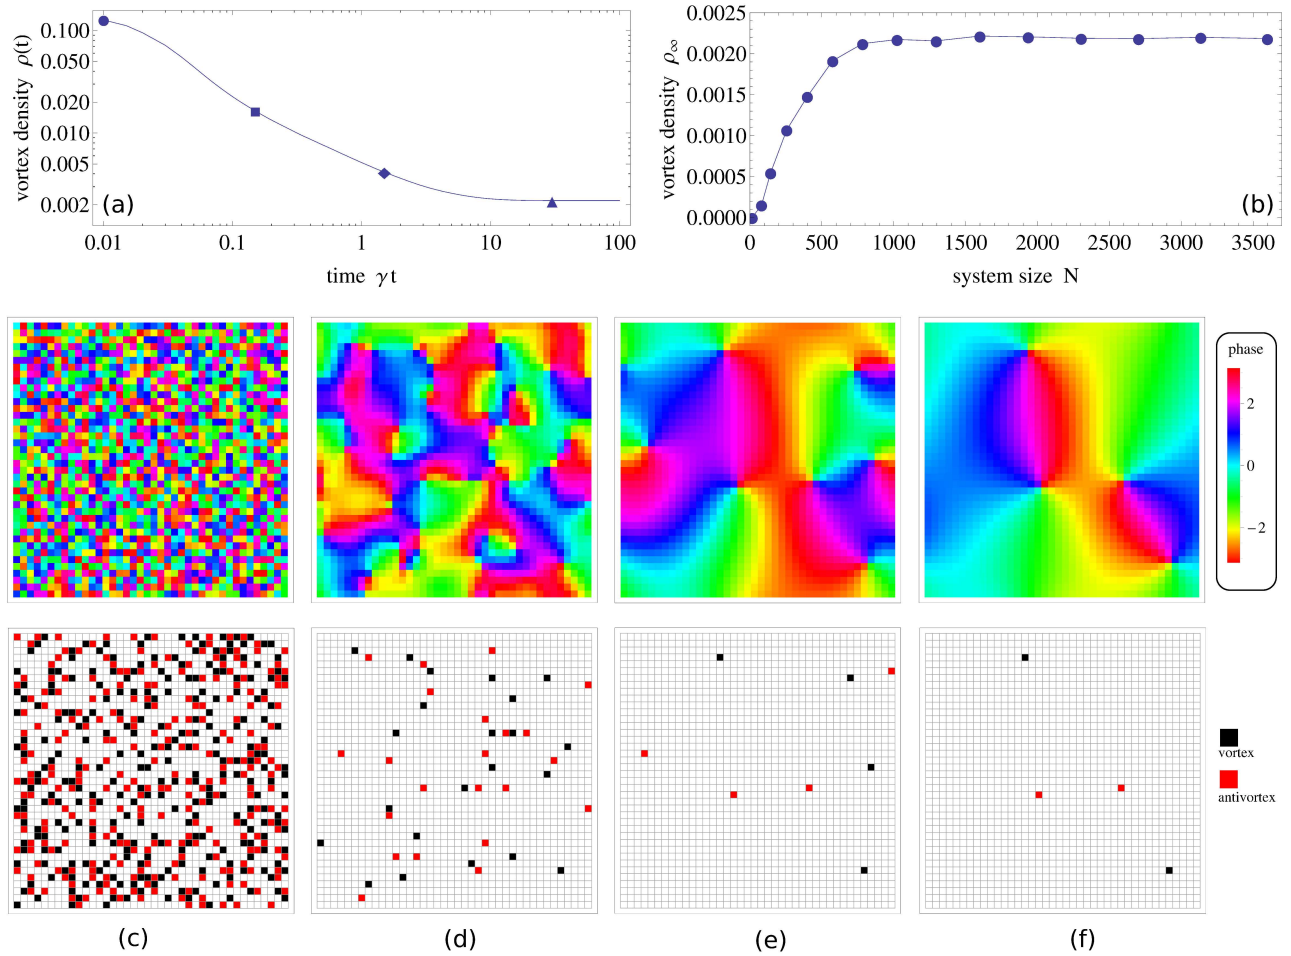 0.100
0.050
0.020
0.010
0.005
0.002
vortex density ρ(t)
(a)
0.01 0.1 1 10 100
time γ t
0.0025
0.0020
0.0015
0.0010
0.0005
0.0000
vortex density ρ∞
(b)
0 500 1000 1500 2000 2500 3000 3500
system size N
phase
2
0
−2
vortex
antivortex
(c) (d) (e) (f)